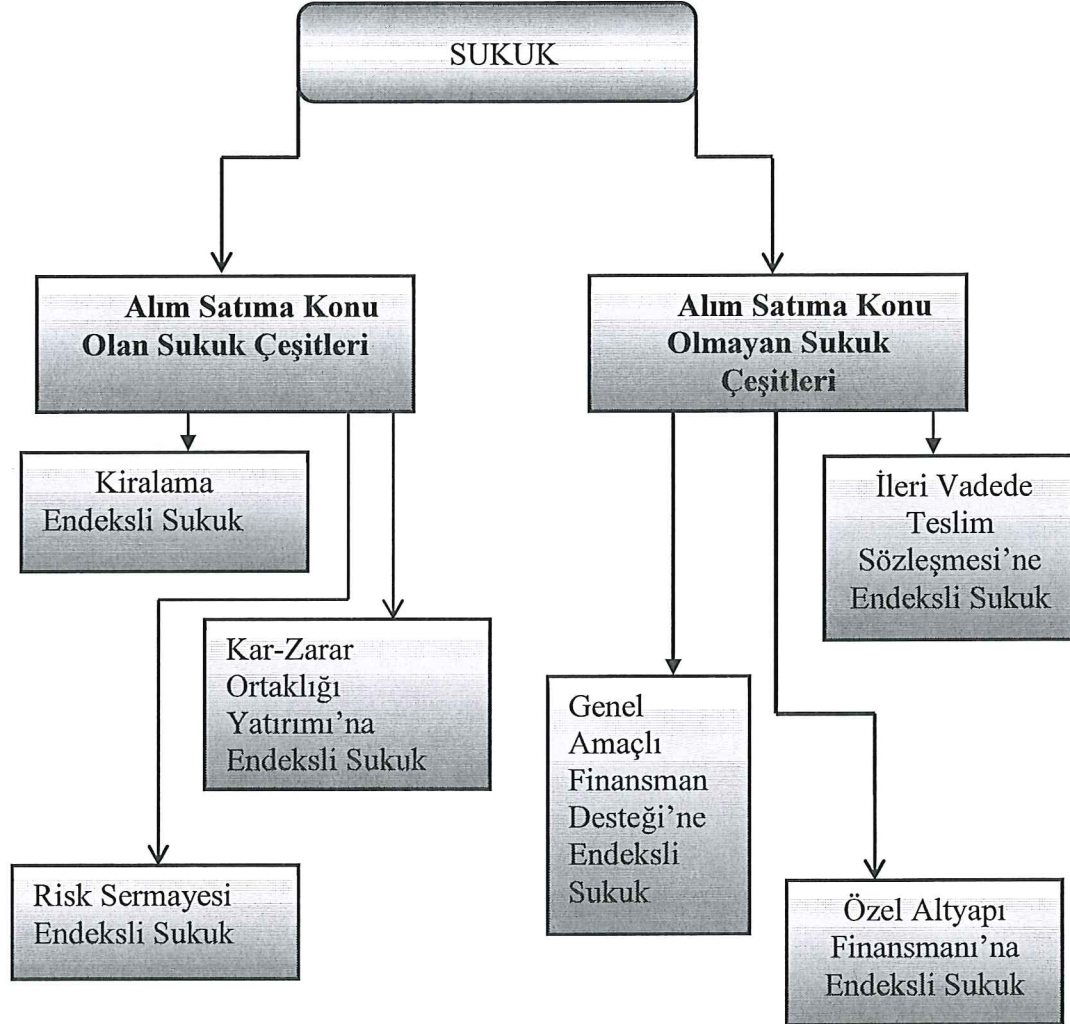 SUKUK
Alım Satıma Konu
Olan Sukuk Çeşitleri
Alım Satıma Konu
Olmayan Sukuk
Çeşitleri
Kiralama
Endeksli Sukuk
İleri Vadede
Teslim
Sözleşmesi’ne
Endeksli Sukuk
Kar-Zarar
Ortaklığı
Yatırımı’na
Endeksli Sukuk
Genel
Amaçlı
Finansman
Desteği’ne
Endeksli
Sukuk
Risk Sermayesi
Endeksli Sukuk
Özel Altyapı
Finansmanı’na
Endeksli Sukuk